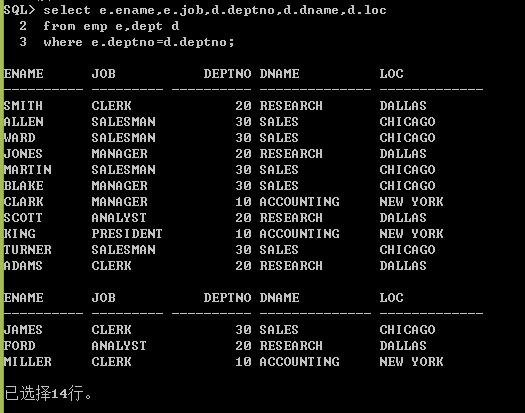 SQL> select e.ename,e.job,d.deptno,d.dname,d.loc
  2  from emp e,dept d
  3  where e.deptno=d.deptno;
ENAME      JOB           DEPTNO DNAME          LOC
---------- --------- ---------- -------------- -------------
SMITH      CLERK             20 RESEARCH       DALLAS
ALLEN      SALESMAN          30 SALES          CHICAGO
WARD       SALESMAN          30 SALES          CHICAGO
JONES      MANAGER           20 RESEARCH       DALLAS
MARTIN     SALESMAN          30 SALES          CHICAGO
BLAKE      MANAGER           30 SALES          CHICAGO
CLARK      MANAGER           10 ACCOUNTING     NEW YORK
SCOTT      ANALYST           20 RESEARCH       DALLAS
KING       PRESIDENT         10 ACCOUNTING     NEW YORK
TURNER     SALESMAN          30 SALES          CHICAGO
ADAMS      CLERK             20 RESEARCH       DALLAS
ENAME      JOB           DEPTNO DNAME          LOC
---------- --------- ---------- -------------- -------------
JAMES      CLERK             30 SALES          CHICAGO
FORD       ANALYST           20 RESEARCH       DALLAS
MILLER     CLERK             10 ACCOUNTING     NEW YORK
已选择14行。